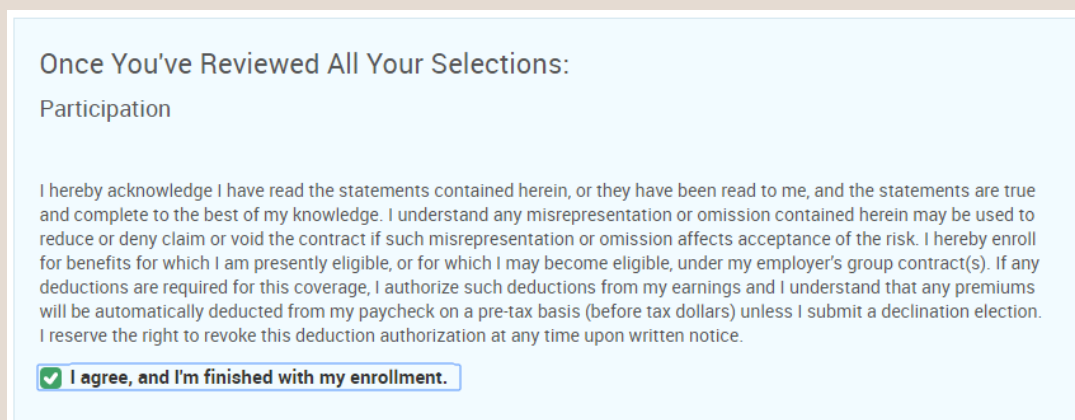 Once You've Reviewed All Your Selections:
Participation
I hereby acknowledge I have read the statements contained herein, or they have been read to me, and the statements are true
and complete to the best of my knowledge. I understand any misrepresentation or omission contained herein may be used to
reduce or deny claim or void the contract if such misrepresentation or omission affects acceptance of the risk. I hereby enroll
for benefits for which I am presently eligible, or for which I may become eligible, under my employer's group contract(s). If any
deductions are required for this coverage, I authorize such deductions from my earnings and I understand that any premiums
will be automatically deducted from my paycheck on a pre-tax basis (before tax dollars) unless I submit a declination election.
I reserve the right to revoke this deduction authorization at any time upon written notice.
I agree, and I'm finished with my enrollment.